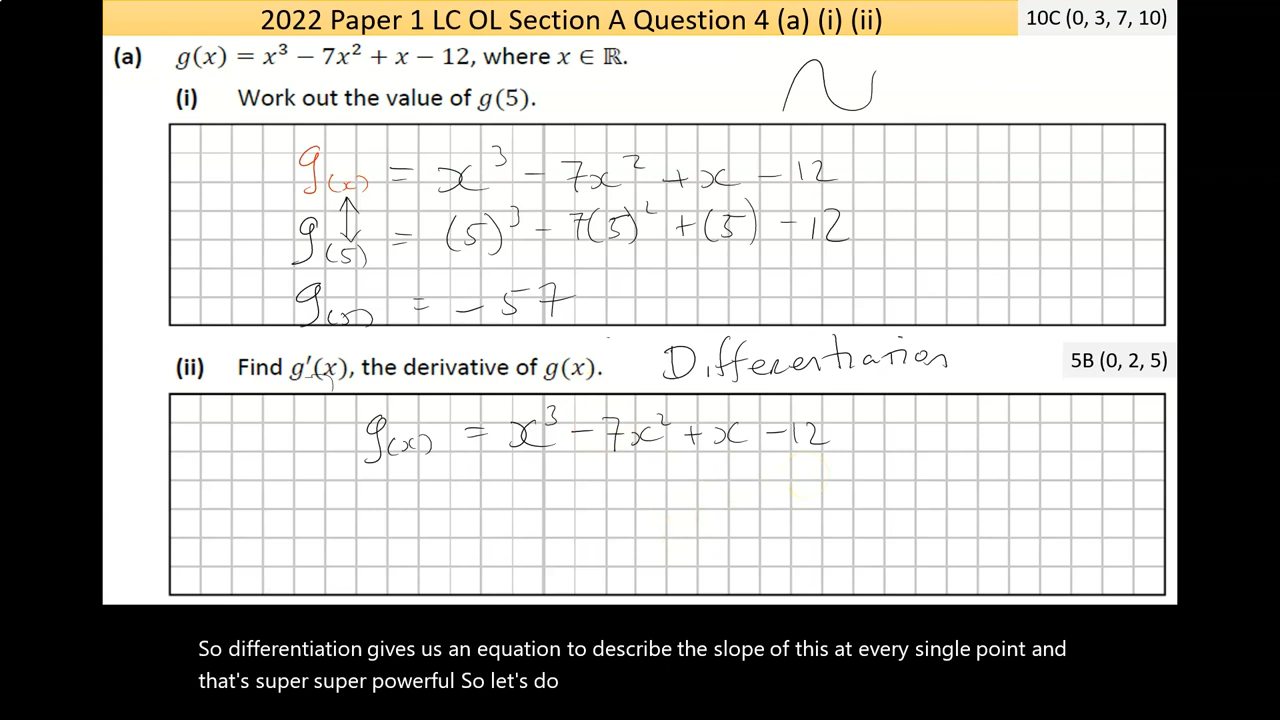 2022 Paper 1 LC OL Section A Question 4 (a) (i) (ii)
10C (0, 3, 7, 10)
(a) g(x) = x³ − 7x² + x − 12, where x ∈ ℝ.
(i) Work out the value of g(5).
g(x) = x³ − 7x² + x − 12
g(5) = (5)³ − 7(5)² + (5) − 12
g(5) = − 57
(ii) Find g′(x), the derivative of g(x). Differentiation 5B (0, 2, 5)
g(x) = x³ − 7x² + x − 12
So differentiation gives us an equation to describe the slope of this at every single point and
that's super super powerful So let's do